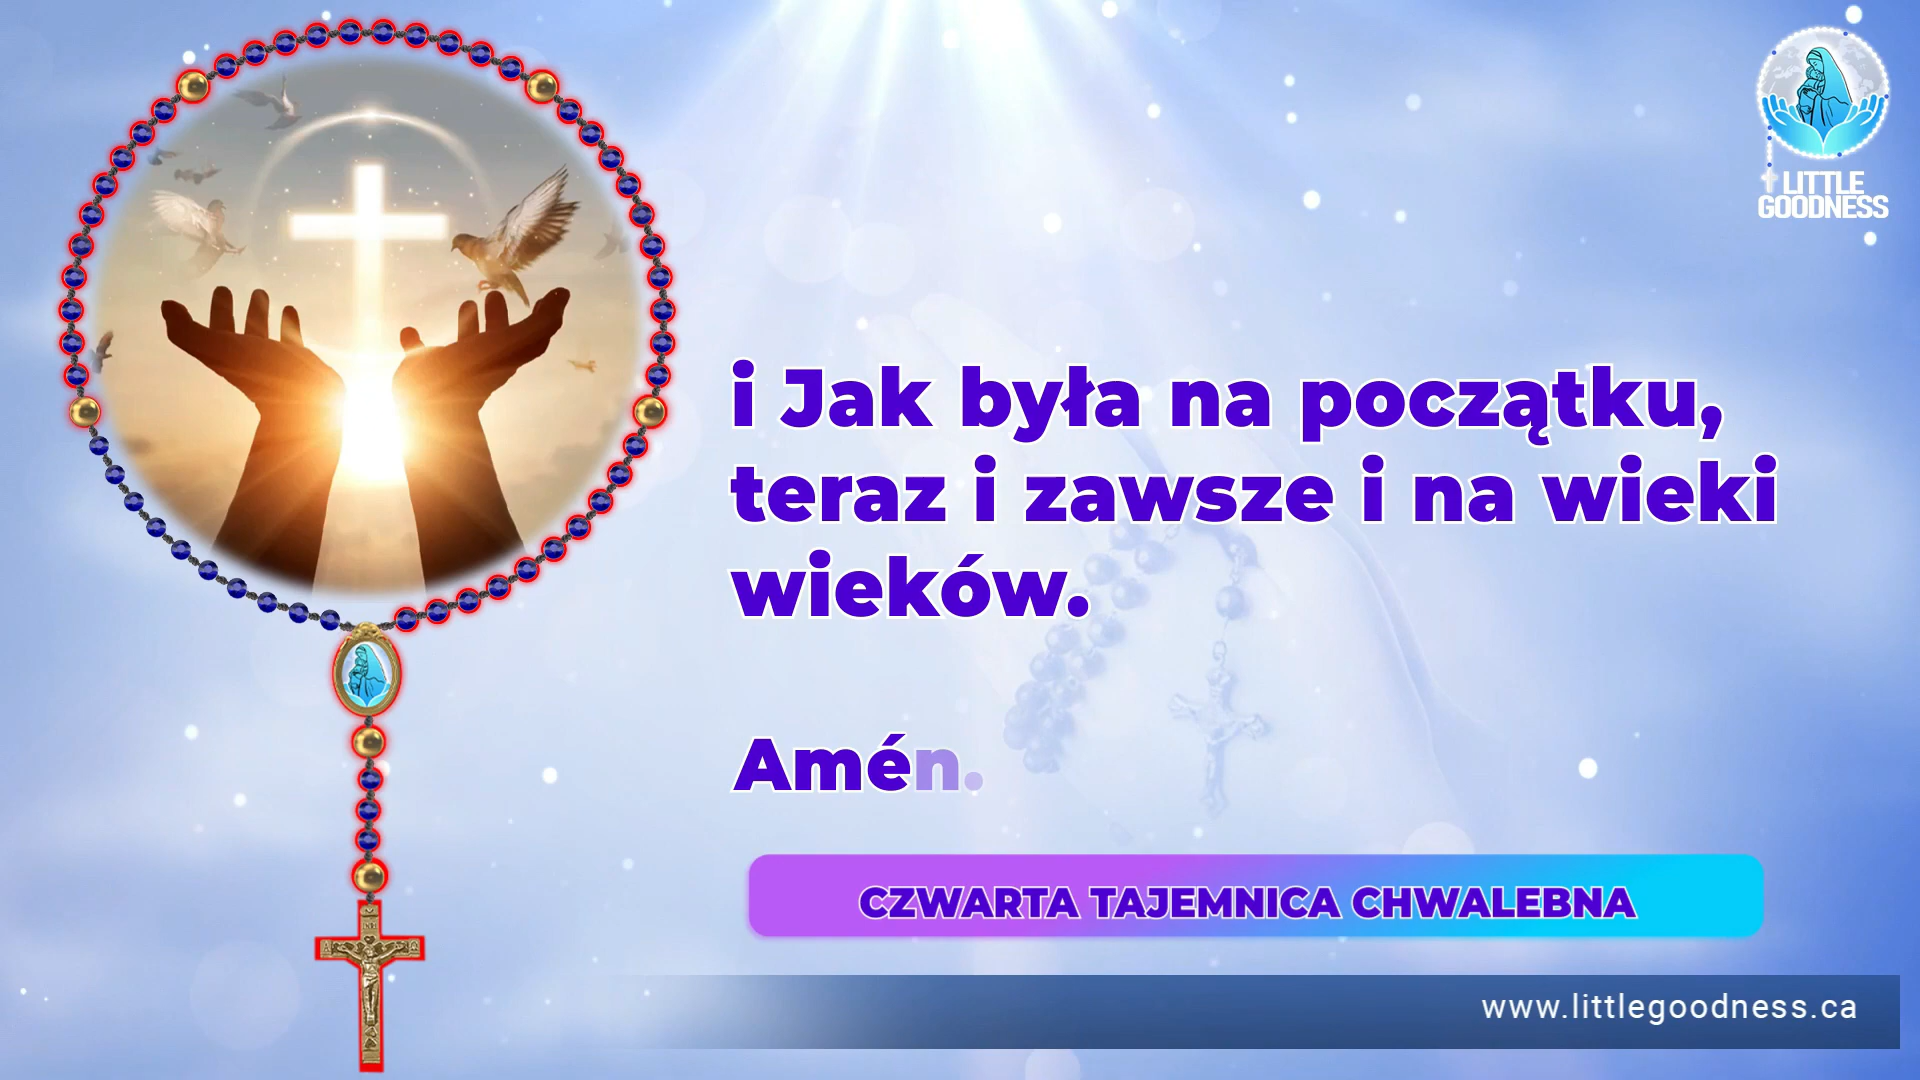 LITTLE
GOODNESS
i Jak była na początku,
teraz i zawsze i na wieki
wieków.
Amén.
CZWARTA TAJEMNICA CHWALEBNA
www.littlegoodness.ca